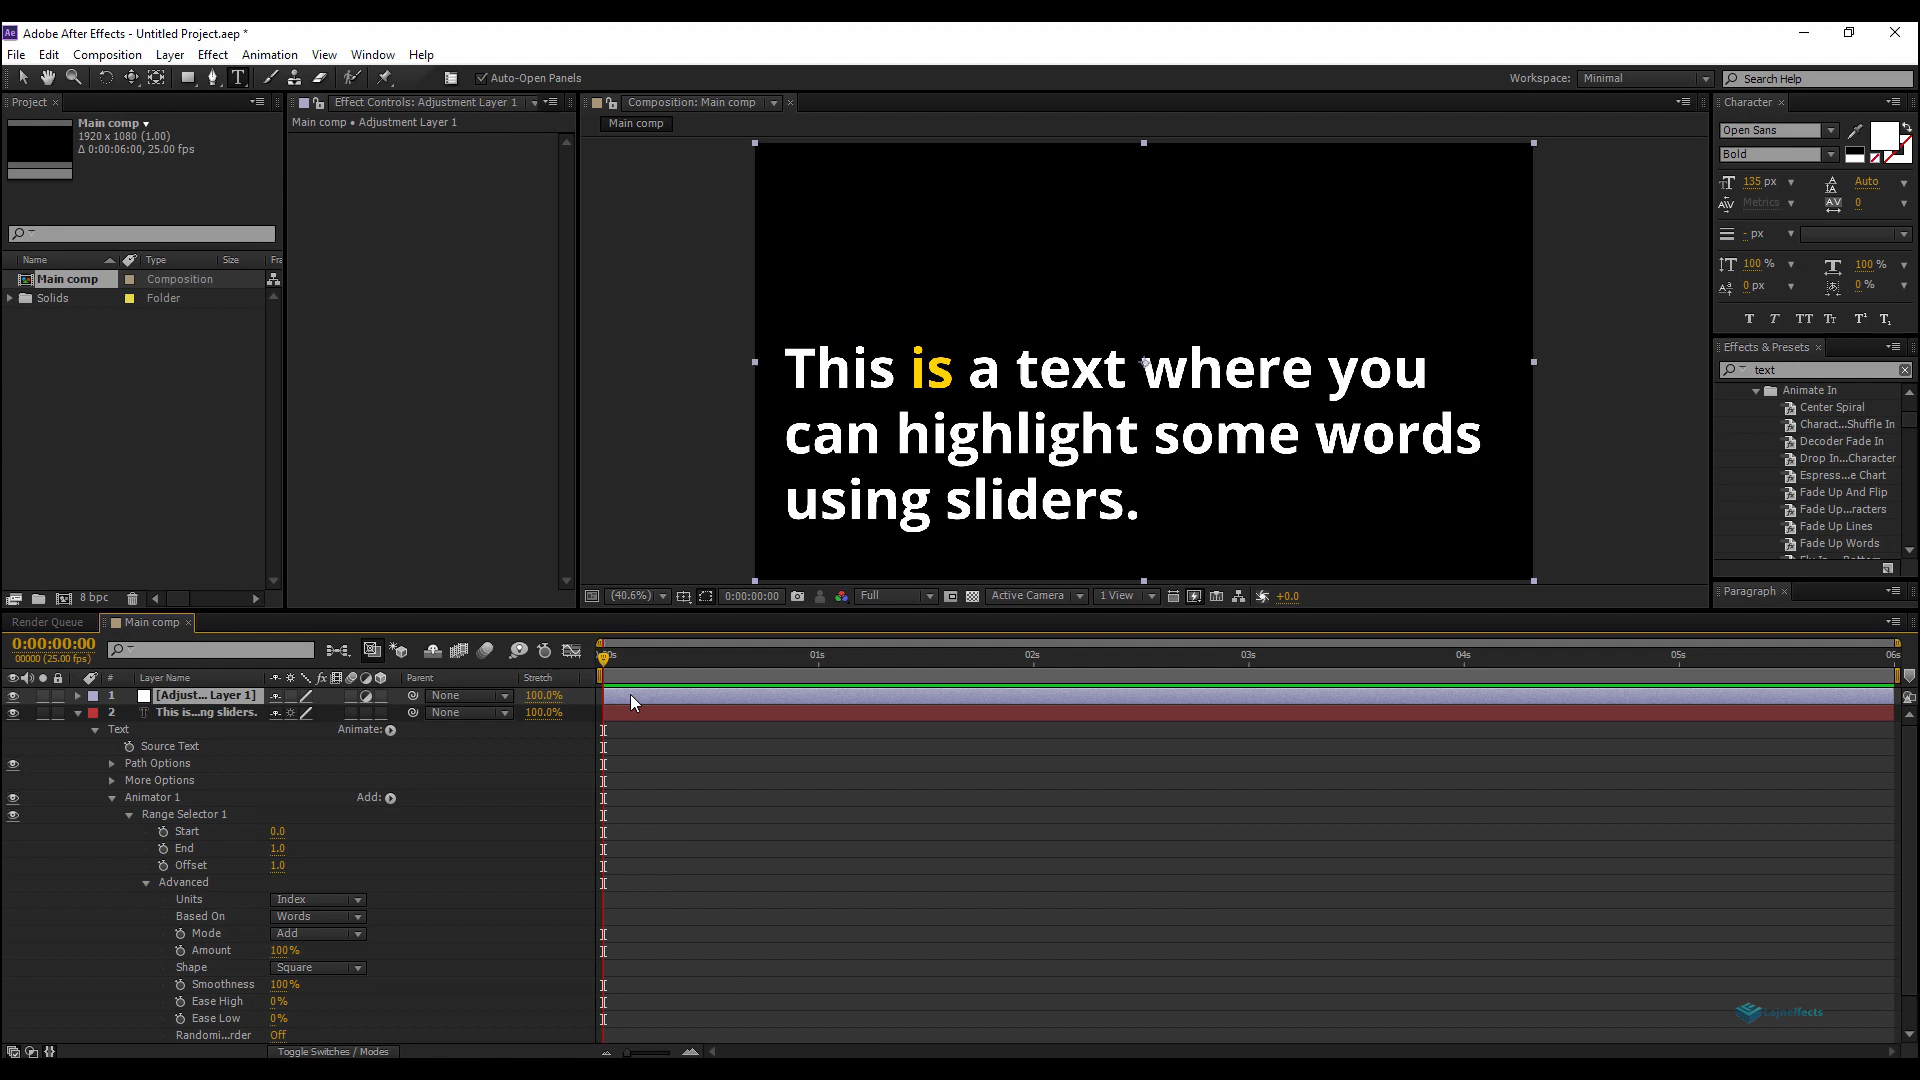 Ae Adobe After Effects - Untitled Project.aep *
File Edit Composition Layer Effect Animation View Window Help
Auto-Open Panels
Workspace: Minimal
Search Help
Project
Main comp
1920 x 1080 (1.00)
Δ 0:00:06:00, 25.00 fps
Name Type Size Fra
Main comp Composition
Solids Folder
8 bpc
Effect Controls: Adjustment Layer 1
Main comp • Adjustment Layer 1
Composition: Main comp
Main comp
This is a text where you
can highlight some words
using sliders.
(40.6%) 0:00:00:00 Full Active Camera 1 View +0.0
Character
Open Sans
Bold
135 px Auto
Metrics 0
- px
100 % 100 %
0 px 0 %
T T TT Tt T¹ T₁
Effects & Presets
text
Animate In
Center Spiral
Charact...Shuffle In
Decoder Fade In
Drop In...Character
Espress...e Chart
Fade Up And Flip
Fade Up...racters
Fade Up Lines
Fade Up Words
Paragraph
Render Queue Main comp
0:00:00:00
00000 (25.00 fps)
01s 02s 03s 04s 05s 06s
# Layer Name Parent Stretch
1 [Adjust... Layer 1] None 100.0%
2 T This is...ng sliders. None 100.0%
Text Animate:
Source Text
Path Options
More Options
Animator 1 Add:
Range Selector 1
Start 0.0
End 1.0
Offset 1.0
Advanced
Units Index
Based On Words
Mode Add
Amount 100%
Shape Square
Smoothness 100%
Ease High 0%
Ease Low 0%
Randomi...rder Off
Toggle Switches / Modes
Lajneffects